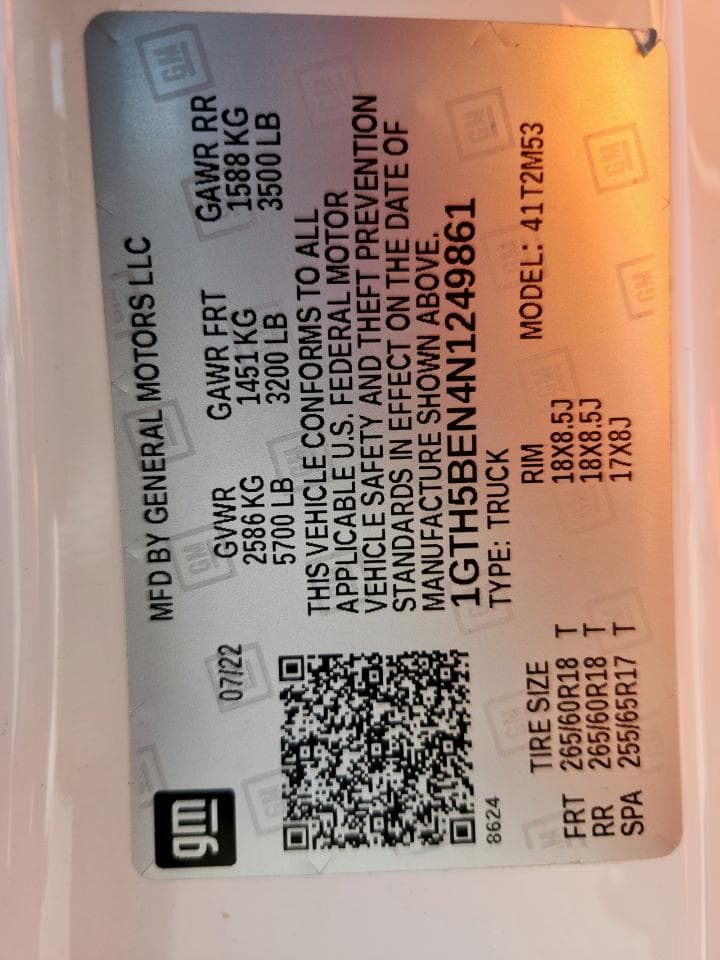 gm
07/22
MFD BY GENERAL MOTORS LLC
GVWR GAWR FRT GAWR RR
2586 KG 1451 KG 1588 KG
5700 LB 3200 LB 3500 LB
THIS VEHICLE CONFORMS TO ALL
APPLICABLE U.S. FEDERAL MOTOR
VEHICLE SAFETY AND THEFT PREVENTION
STANDARDS IN EFFECT ON THE DATE OF
MANUFACTURE SHOWN ABOVE.
1GTH5BEN4N1249861
8624 TYPE: TRUCK
TIRE SIZE RIM MODEL: 41T2M53
FRT 265/60R18 T 18X8.5J
RR 265/60R18 T 18X8.5J
SPA 255/65R17 T 17X8J